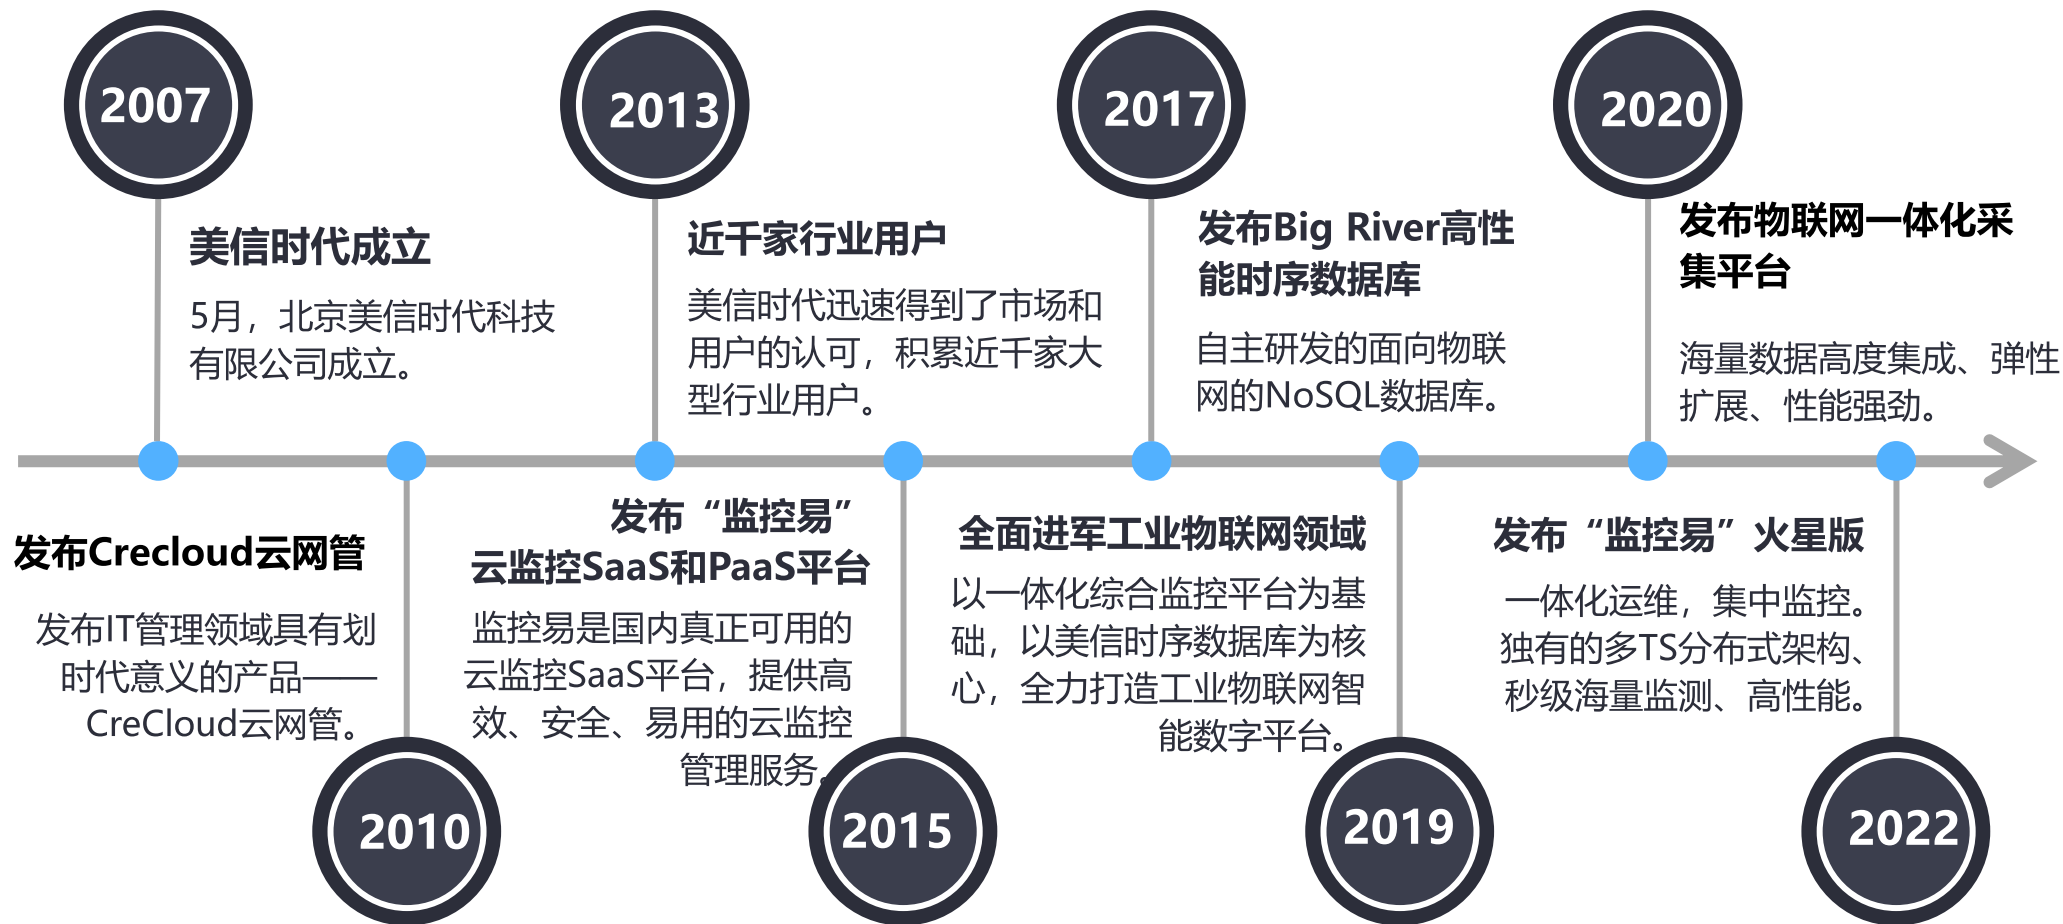 2007
美信时代成立
5月，北京美信时代科技
有限公司成立。
发布Crecloud云网管
发布IT管理领域具有划
时代意义的产品——
CreCloud云网管。
2010
2013
近千家行业用户
美信时代迅速得到了市场和
用户的认可，积累近千家大
型行业用户。
发布“监控易”
云监控SaaS和PaaS平台
监控易是国内真正可用的
云监控SaaS平台，提供高
效、安全、易用的云监控
管理服务。
2015
2017
发布Big River高性
能时序数据库
自主研发的面向物联
网的NoSQL数据库。
全面进军工业物联网领域
以一体化综合监控平台为基
础，以美信时序数据库为核
心，全力打造工业物联网智
能数字平台。
2019
2020
发布物联网一体化采
集平台
海量数据高度集成、弹性
扩展、性能强劲。
发布“监控易”火星版
一体化运维，集中监控。
独有的多TS分布式架构、
秒级海量监测、高性能。
2022